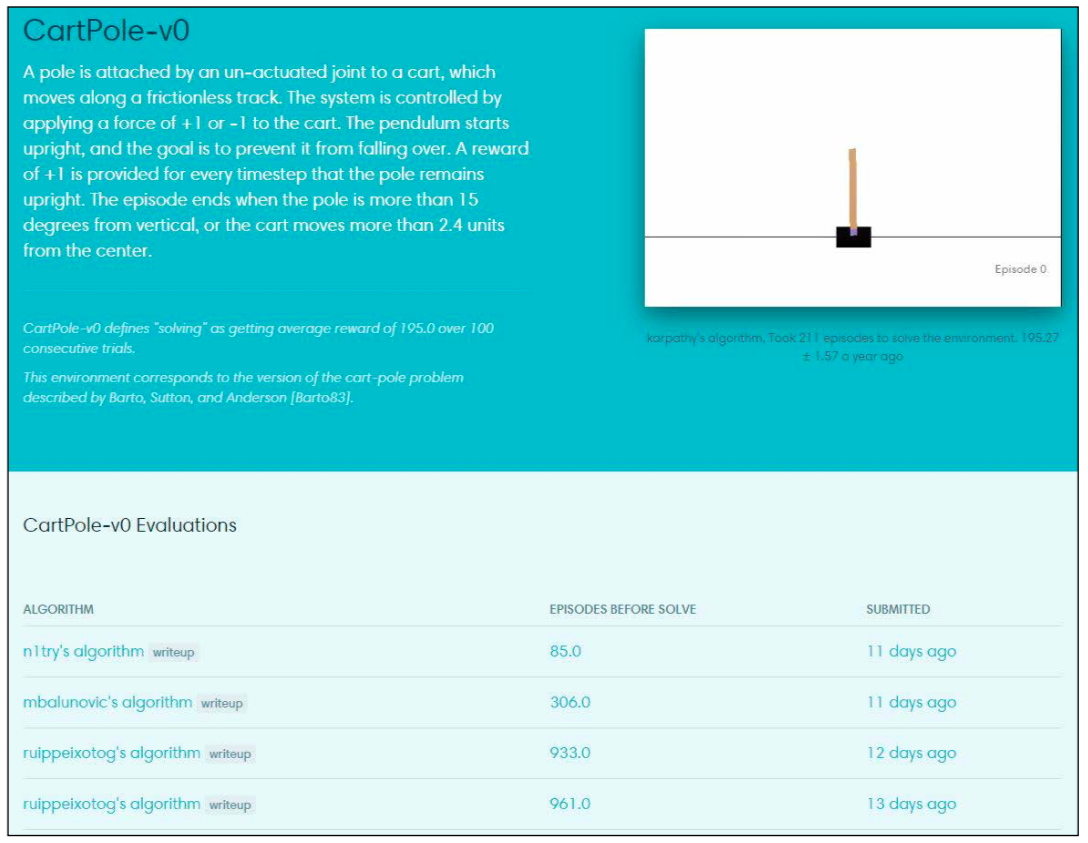 CartPole-v0
A pole is attached by an un-actuated joint to a cart, which
moves along a frictionless track. The system is controlled by
applying a force of +1 or -1 to the cart. The pendulum starts
upright, and the goal is to prevent it from falling over. A reward
of +1 is provided for every timestep that the pole remains
upright. The episode ends when the pole is more than 15
degrees from vertical, or the cart moves more than 2.4 units
from the center.
CartPole-v0 defines "solving" as getting average reward of 195.0 over 100
consecutive trials.
This environment corresponds to the version of the cart-pole problem
described by Barto, Sutton, and Anderson [Barto83].
Episode 0
karpathy's algorithm, Took 211 episodes to solve the environment. 195.27
± 1.57 a year ago
CartPole-v0 Evaluations
ALGORITHM EPISODES BEFORE SOLVE SUBMITTED
n1try's algorithm writeup 85.0 11 days ago
mbalunovic's algorithm writeup 306.0 11 days ago
ruippeixotog's algorithm writeup 933.0 12 days ago
ruippeixotog's algorithm writeup 961.0 13 days ago